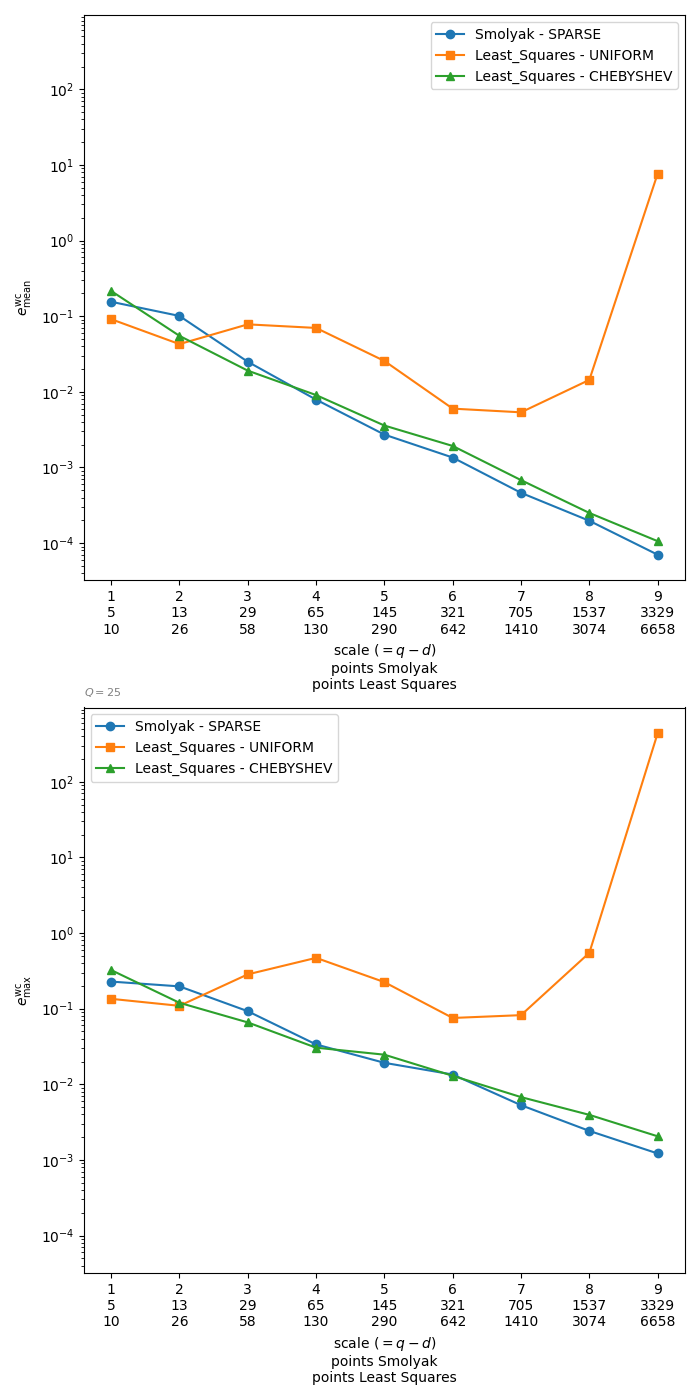 Smolyak - SPARSE
Least_Squares - UNIFORM
Least_Squares - CHEBYSHEV
10²
10¹
10⁰
10⁻¹
10⁻²
10⁻³
10⁻⁴
e^wc_mean
1 2 3 4 5 6 7 8 9
5 13 29 65 145 321 705 1537 3329
10 26 58 130 290 642 1410 3074 6658
scale (= q − d)
points Smolyak
points Least Squares
Q = 25
Smolyak - SPARSE
Least_Squares - UNIFORM
Least_Squares - CHEBYSHEV
10²
10¹
10⁰
10⁻¹
10⁻²
10⁻³
10⁻⁴
e^wc_max
1 2 3 4 5 6 7 8 9
5 13 29 65 145 321 705 1537 3329
10 26 58 130 290 642 1410 3074 6658
scale (= q − d)
points Smolyak
points Least Squares